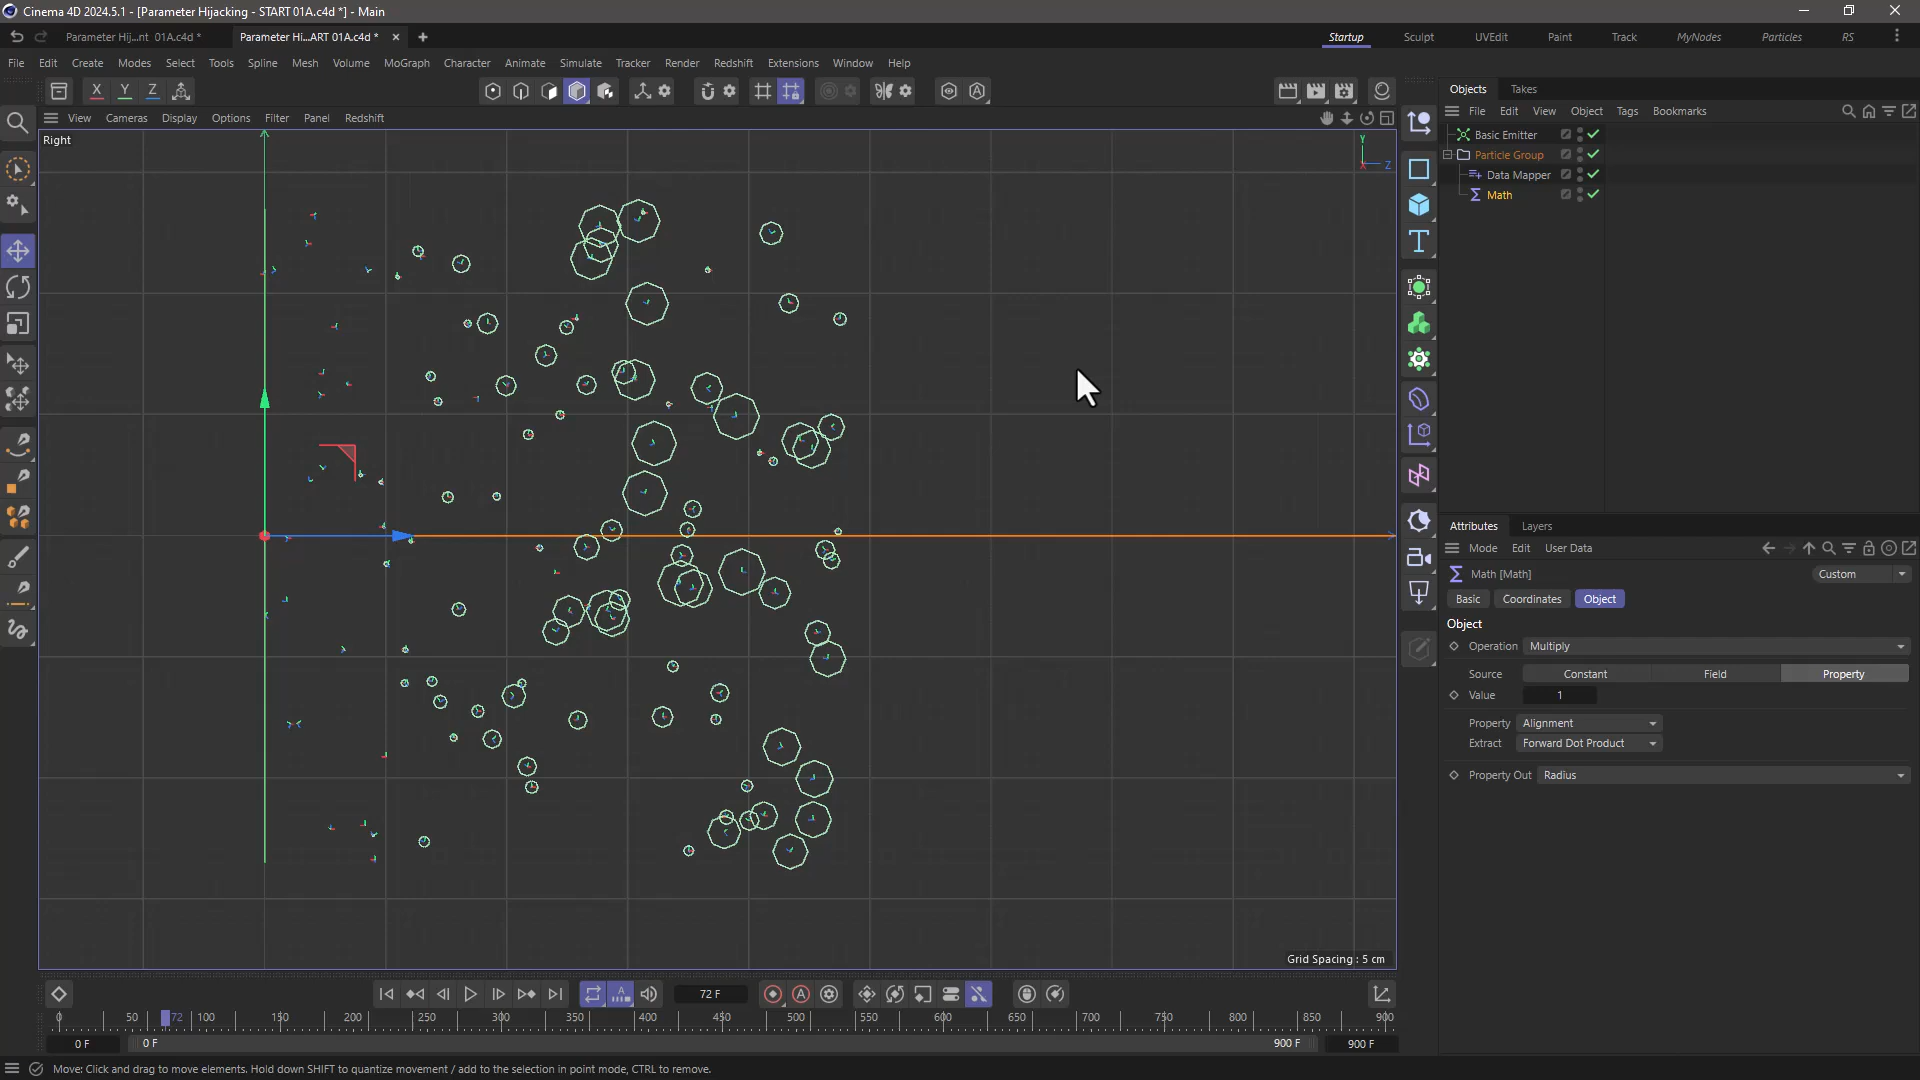 Cinema 4D 2024.5.1 - [Parameter Hijacking - START 01A.c4d *] - Main
Parameter Hij...nt 01A.c4d *
Parameter Hi...ART 01A.c4d *
Startup
Sculpt
UVEdit
Paint
Track
MyNodes
Particles
RS
File Edit Create Modes Select Tools Spline Mesh Volume MoGraph Character Animate Simulate Tracker Render Redshift Extensions Window Help
X Y Z
Objects Takes
View Cameras Display Options Filter Panel Redshift
File Edit View Object Tags Bookmarks
Right
Y
Z
X
Basic Emitter
Particle Group
Data Mapper
Math
Attributes Layers
Mode Edit User Data
Math [Math]
Custom
Basic Coordinates Object
Object
Operation Multiply
Source Constant Field Property
Value 1
Property Alignment
Extract Forward Dot Product
Property Out Radius
Grid Spacing : 5 cm
72 F
0 50 72 100 150 200 250 300 350 400 450 500 550 600 650 700 750 800 850 900
0 F 0 F 900 F 900 F
Move: Click and drag to move elements. Hold down SHIFT to quantize movement / add to the selection in point mode, CTRL to remove.